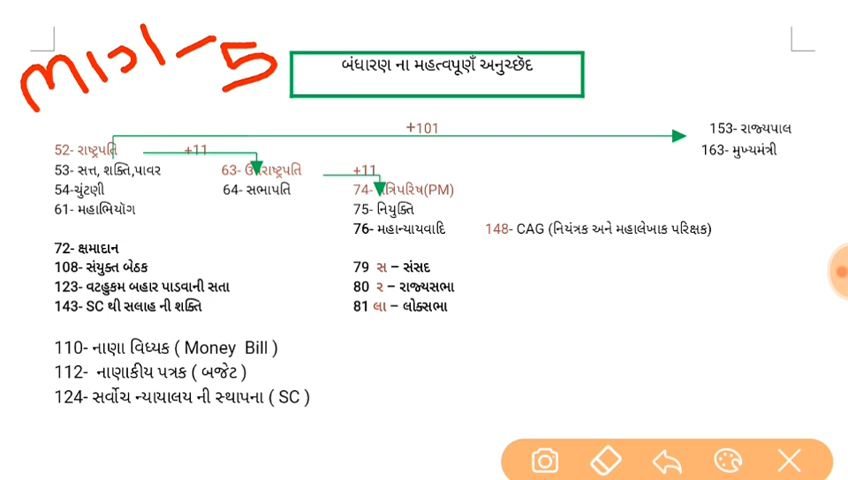 ભાગ-5
બંધારણ ના મહત્વપૂર્ણ અનુચ્છેદ
+101
153- રાજ્યપાલ
52- રાષ્ટ્રપતિ +11
163- મુખ્યમંત્રી
53- સત્ત, શક્તિ,પાવર 63- ઉપરાષ્ટ્રપતિ +11
54-ચુંટણી 64- સભાપતિ 74- મંત્રિપરિષ(PM)
61- મહાભિયોગ 75- નિયુક્તિ
76- મહાન્યાયવાદિ 148- CAG (નિયંત્રક અને મહાલેખાક પરિક્ષક)
72- ક્ષમાદાન
108- સંયુક્ત બેઠક 79 સ – સંસદ
123- વટહુકમ બહાર પાડવાની સતા 80 ર – રાજ્યસભા
143- SC થી સલાહ ની શક્તિ 81 લા – લોક્સભા
110- નાણા વિધ્યક ( Money Bill )
112- નાણાકીય પત્રક ( બજેટ )
124- સર્વોચ ન્યાયાલય ની સ્થાપના ( SC )